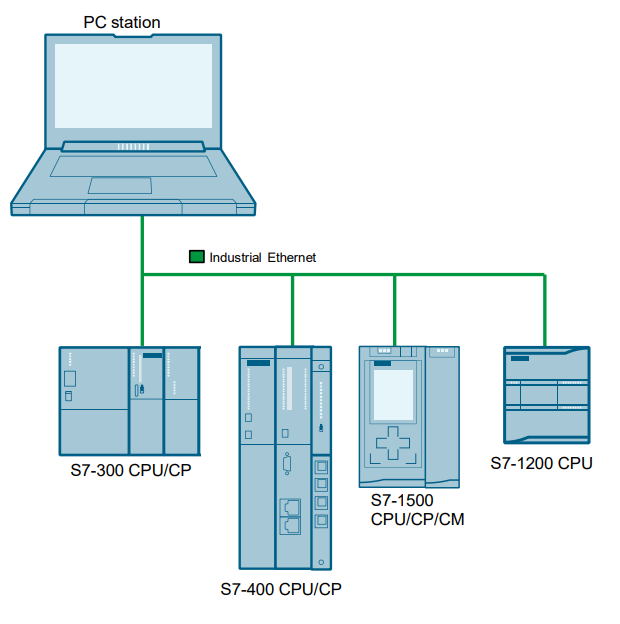 PC station
Industrial Ethernet
S7-300 CPU/CP
S7-400 CPU/CP
S7-1500
CPU/CP/CM
S7-1200 CPU